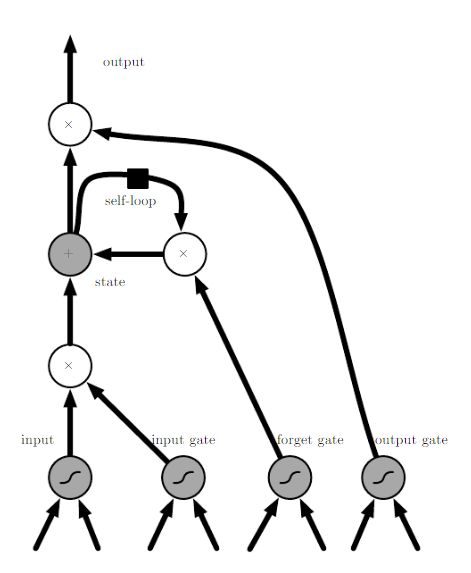 output
×
self-loop
+
×
state
×
input
input gate
forget gate
output gate